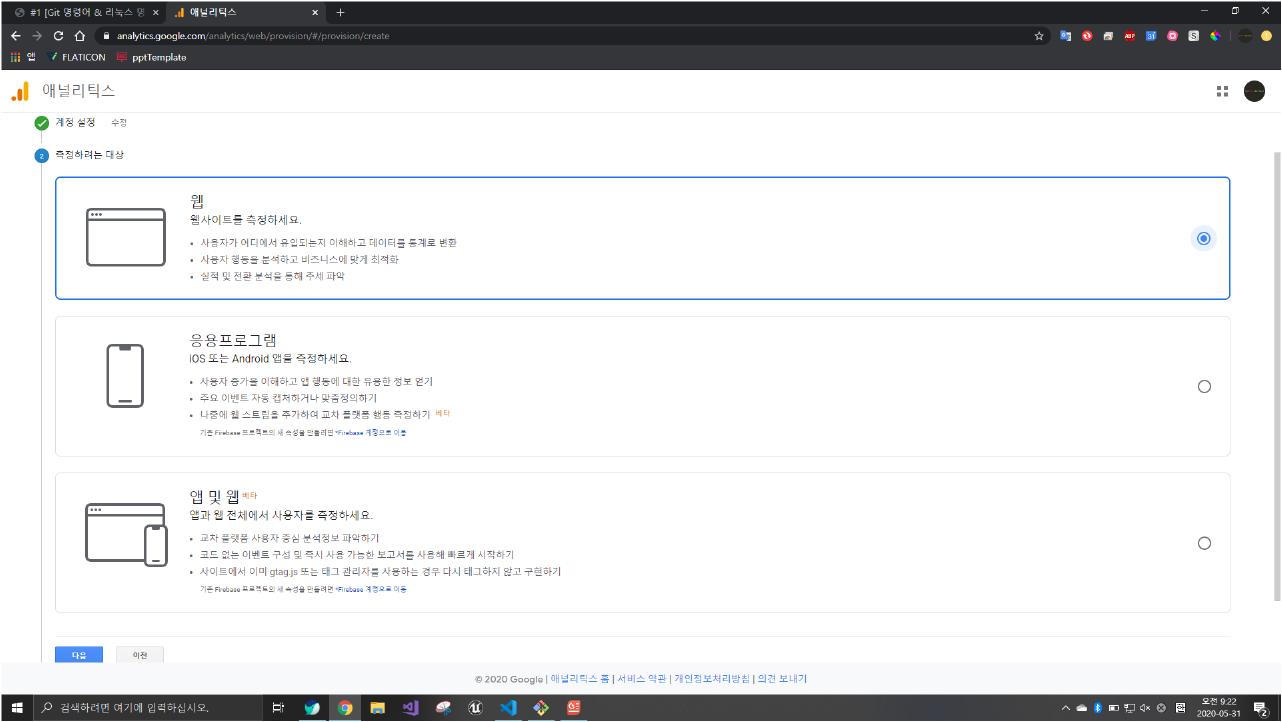 #1 [Git 명령어 & 리눅스 명
애널리틱스
analytics.google.com/analytics/web/provision/#/provision/create
앱
FLATICON
pptTemplate
애널리틱스
계정 설정 수정
2 측정하려는 대상
웹
웹사이트를 측정하세요.
• 사용자가 어디에서 유입되는지 이해하고 데이터를 통계로 변환
• 사용자 행동을 분석하고 비즈니스에 맞게 최적화
• 실적 및 전환 분석을 통해 추세 파악
응용프로그램
iOS 또는 Android 앱을 측정하세요.
• 사용자 증가을 이해하고 앱 행동에 대한 유용한 정보 얻기
• 주요 이벤트 자동 캡처하거나 맞춤정의하기
• 나중에 웹 스트림을 추가하여 교차 플랫폼 행동 측정하기 베타
기존 Firebase 프로젝트의 새 속성을 만들려면 *Firebase 계정으로 이동
앱 및 웹 베타
앱과 웹 전체에서 사용자를 측정하세요.
• 교차 플랫폼 사용자 중심 분석정보 파악하기
• 코드 없는 이벤트 구성 및 즉시 사용 가능한 보고서를 사용해 빠르게 시작하기
• 사이트에서 이미 gtag.js 또는 태그 관리자를 사용하는 경우 다시 태그하지 않고 구현하기
기존 Firebase 프로젝트의 새 속성을 만들려면 *Firebase 계정으로 이동
다음 이전
© 2020 Google | 애널리틱스 홈 | 서비스 약관 | 개인정보처리방침 | 의견 보내기
검색하려면 여기에 입력하십시오.
오전 9:22
2020-05-31
2